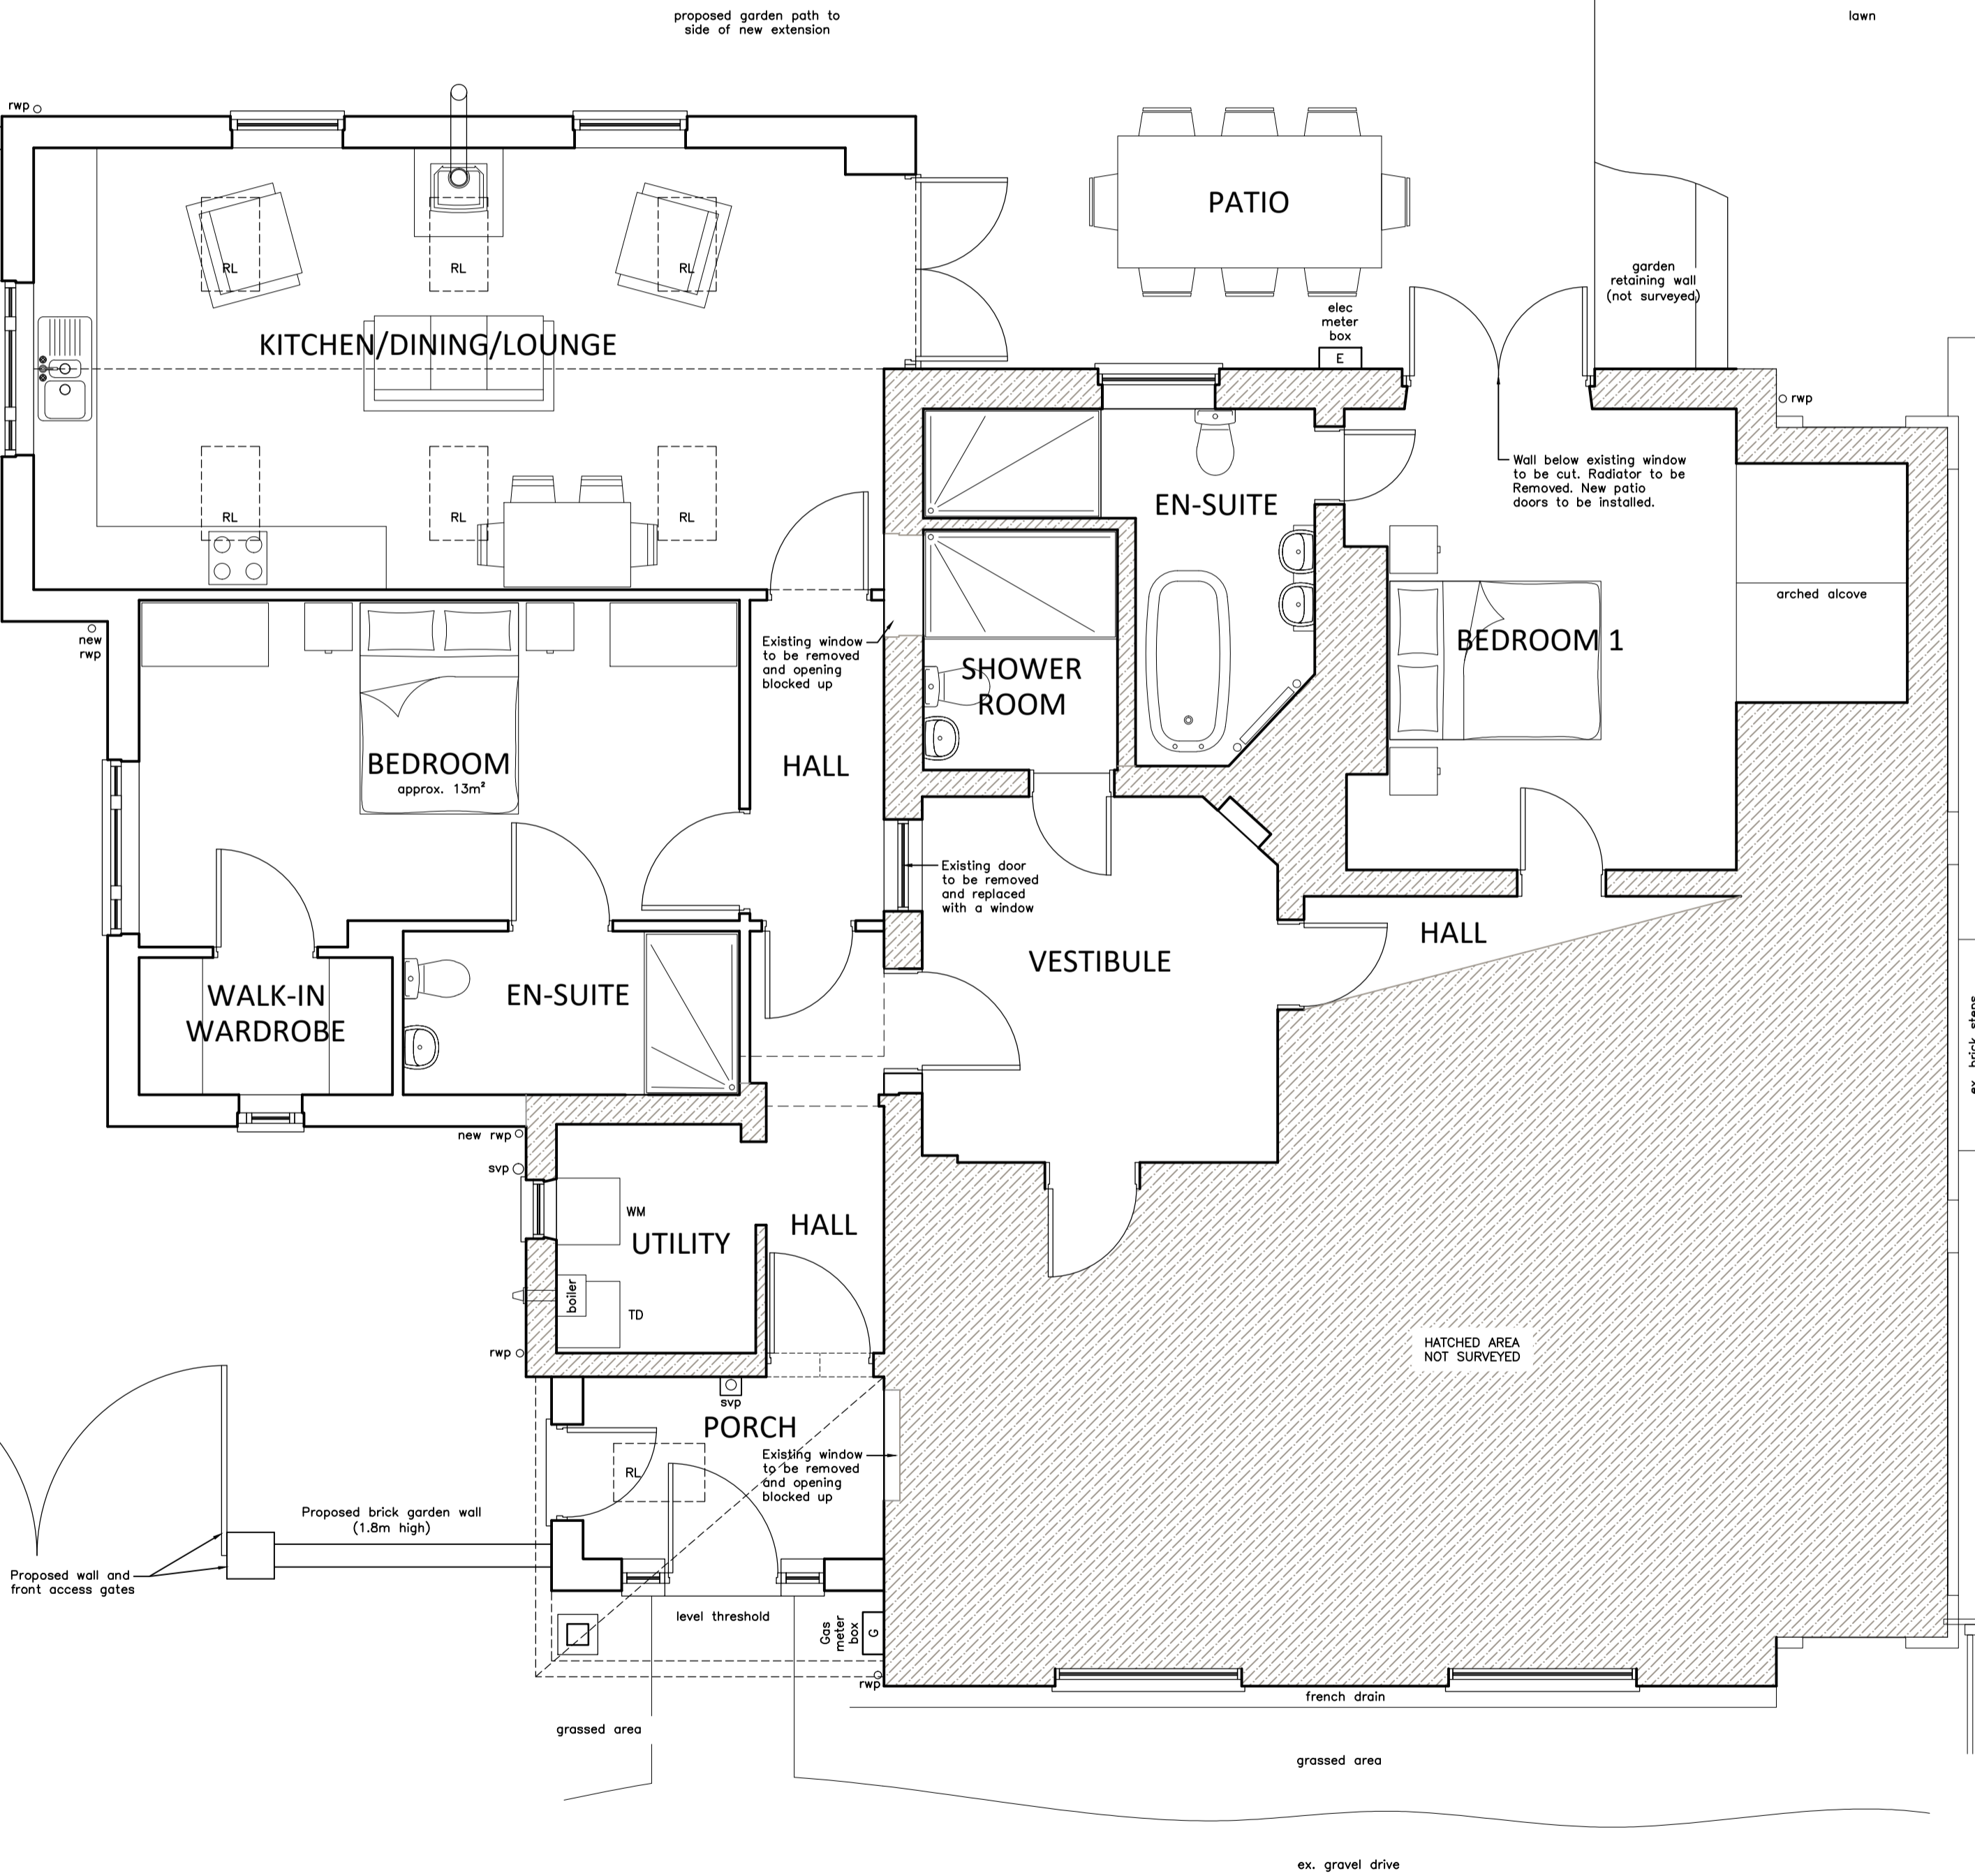 proposed garden path to
side of new extension
lawn
rwp
PATIO
RL
RL
RL
garden
retaining wall
(not surveyed)
elec
meter
box
E
KITCHEN/DINING/LOUNGE
rwp
Wall below existing window
to be cut. Radiator to be
Removed. New patio
doors to be installed.
EN-SUITE
RL
RL
RL
arched alcove
new
rwp
Existing window
to be removed
and opening
blocked up
BEDROOM 1
SHOWER
ROOM
BEDROOM
approx. 13m²
HALL
Existing door
to be removed
and replaced
with a window
HALL
VESTIBULE
WALK-IN
WARDROBE
EN-SUITE
ex. brick steps
new rwp
svp
WM
UTILITY
HALL
boiler
TD
rwp
HATCHED AREA
NOT SURVEYED
svp
PORCH
Existing window
to be removed
and opening
blocked up
RL
Proposed brick garden wall
(1.8m high)
Proposed wall and
front access gates
level threshold
Gas
meter
box
G
rwp
french drain
grassed area
grassed area
ex. gravel drive